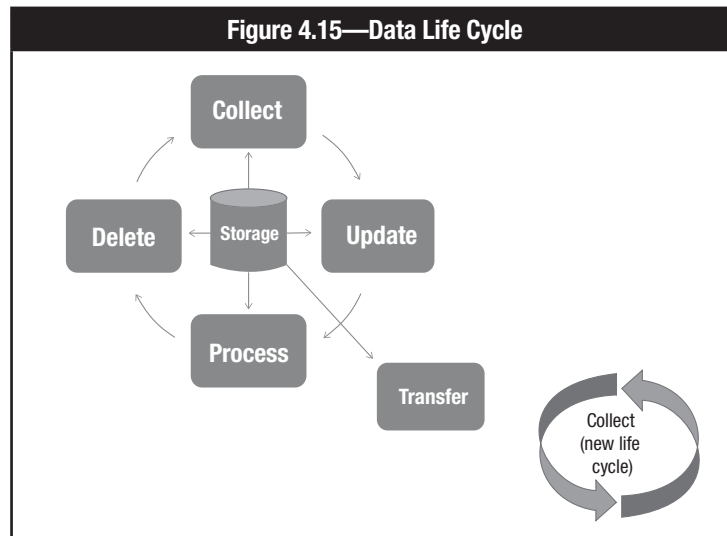 Figure 4.15—Data Life Cycle
Collect
Delete
Storage
Update
Process
Transfer
Collect
(new life
cycle)